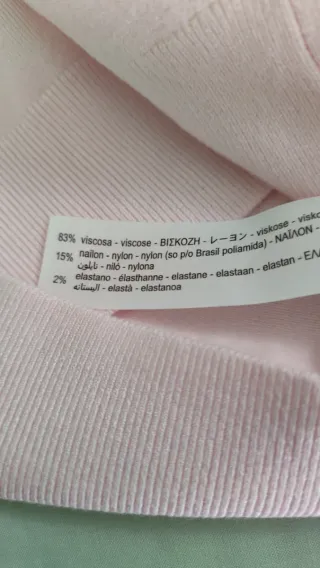 83% viscosa - viscose - ΒΙΣΚΟΖΗ - レーヨン - viskose -
15% nailon - nylon - nylon (so p/o Brasil poliamida) - ΝΑΪΛΟΝ -
نايلون - niló - nylona
2% elastano - élasthanne - elastane - elastaan - elastan -
اليستانه - elastà - elastanoa